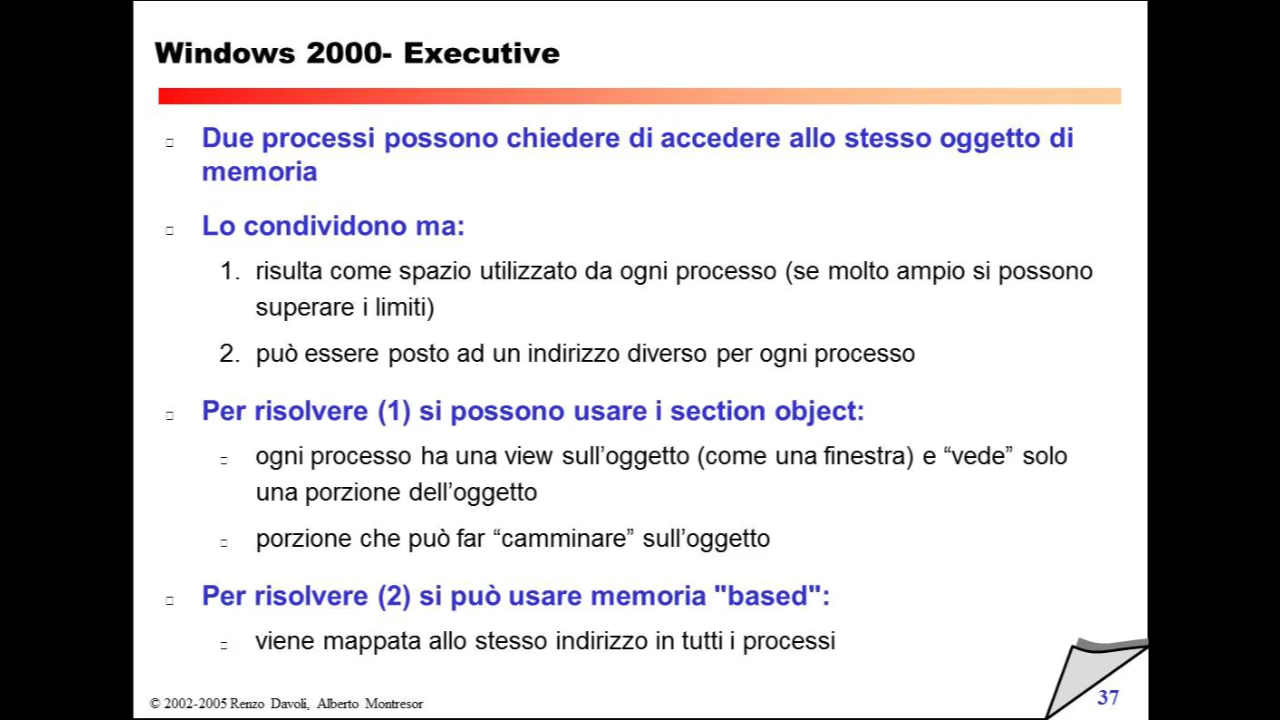 Windows 2000- Executive
Due processi possono chiedere di accedere allo stesso oggetto di
memoria
Lo condividono ma:
1. risulta come spazio utilizzato da ogni processo (se molto ampio si possono
superare i limiti)
2. può essere posto ad un indirizzo diverso per ogni processo
Per risolvere (1) si possono usare i section object:
ogni processo ha una view sull’oggetto (come una finestra) e “vede” solo
una porzione dell’oggetto
porzione che può far “camminare” sull’oggetto
Per risolvere (2) si può usare memoria "based":
viene mappata allo stesso indirizzo in tutti i processi
© 2002-2005 Renzo Davoli, Alberto Montresor
37